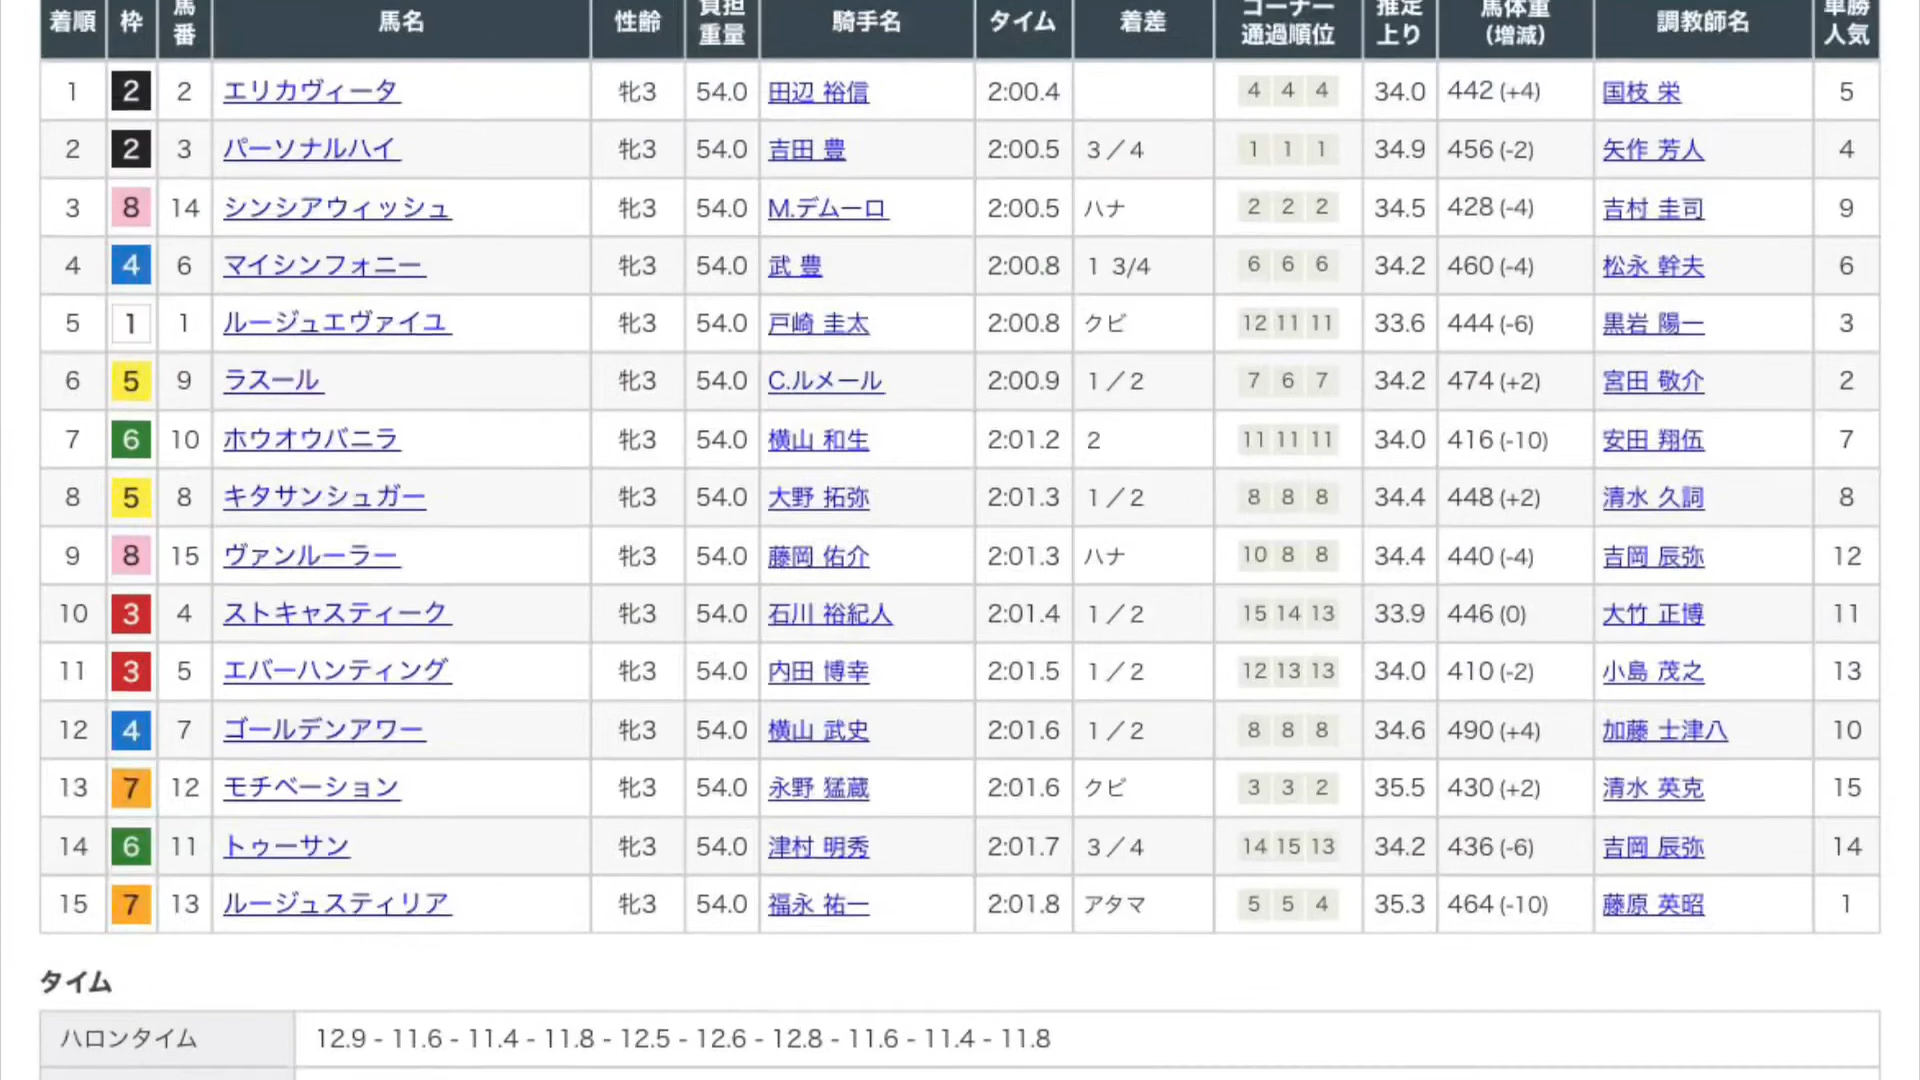 着順 枠 馬番 馬名 性齢 負担重量 騎手名 タイム 着差 コーナー通過順位 推定上り 馬体重(増減) 調教師名 単勝人気
1 2 2 エリカヴィータ 牝3 54.0 田辺 裕信 2:00.4 4 4 4 34.0 442 (+4) 国枝 栄 5
2 2 3 パーソナルハイ 牝3 54.0 吉田 豊 2:00.5 3／4 1 1 1 34.9 456 (-2) 矢作 芳人 4
3 8 14 シンシアウィッシュ 牝3 54.0 M.デムーロ 2:00.5 ハナ 2 2 2 34.5 428 (-4) 吉村 圭司 9
4 4 6 マイシンフォニー 牝3 54.0 武 豊 2:00.8 1 3/4 6 6 6 34.2 460 (-4) 松永 幹夫 6
5 1 1 ルージュエヴァイユ 牝3 54.0 戸崎 圭太 2:00.8 クビ 12 11 11 33.6 444 (-6) 黒岩 陽一 3
6 5 9 ラスール 牝3 54.0 C.ルメール 2:00.9 1／2 7 6 7 34.2 474 (+2) 宮田 敬介 2
7 6 10 ホウオウバニラ 牝3 54.0 横山 和生 2:01.2 2 11 11 11 34.0 416 (-10) 安田 翔伍 7
8 5 8 キタサンシュガー 牝3 54.0 大野 拓弥 2:01.3 1／2 8 8 8 34.4 448 (+2) 清水 久詞 8
9 8 15 ヴァンルーラー 牝3 54.0 藤岡 佑介 2:01.3 ハナ 10 8 8 34.4 440 (-4) 吉岡 辰弥 12
10 3 4 ストキャスティーク 牝3 54.0 石川 裕紀人 2:01.4 1／2 15 14 13 33.9 446 (0) 大竹 正博 11
11 3 5 エバーハンティング 牝3 54.0 内田 博幸 2:01.5 1／2 12 13 13 34.0 410 (-2) 小島 茂之 13
12 4 7 ゴールデンアワー 牝3 54.0 横山 武史 2:01.6 1／2 8 8 8 34.6 490 (+4) 加藤 士津八 10
13 7 12 モチベーション 牝3 54.0 永野 猛蔵 2:01.6 クビ 3 3 2 35.5 430 (+2) 清水 英克 15
14 6 11 トゥーサン 牝3 54.0 津村 明秀 2:01.7 3／4 14 15 13 34.2 436 (-6) 吉岡 辰弥 14
15 7 13 ルージュスティリア 牝3 54.0 福永 祐一 2:01.8 アタマ 5 5 4 35.3 464 (-10) 藤原 英昭 1
タイム
ハロンタイム 12.9 - 11.6 - 11.4 - 11.8 - 12.5 - 12.6 - 12.8 - 11.6 - 11.4 - 11.8